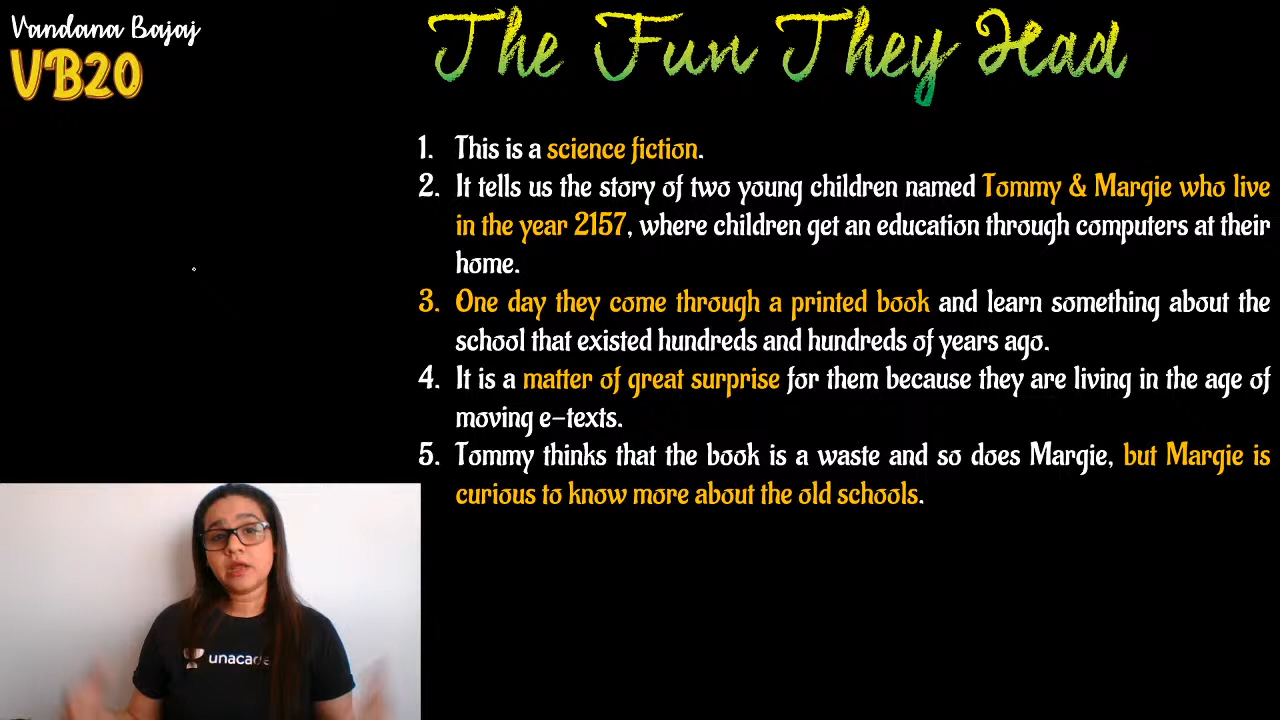 Vandana Bajaj
VB20
The Fun They Had
1. This is a science fiction.
2. It tells us the story of two young children named Tommy & Margie who live
in the year 2157, where children get an education through computers at their
home.
3. One day they come through a printed book and learn something about the
school that existed hundreds and hundreds of years ago.
4. It is a matter of great surprise for them because they are living in the age of
moving e-texts.
5. Tommy thinks that the book is a waste and so does Margie, but Margie is
curious to know more about the old schools.
unacade